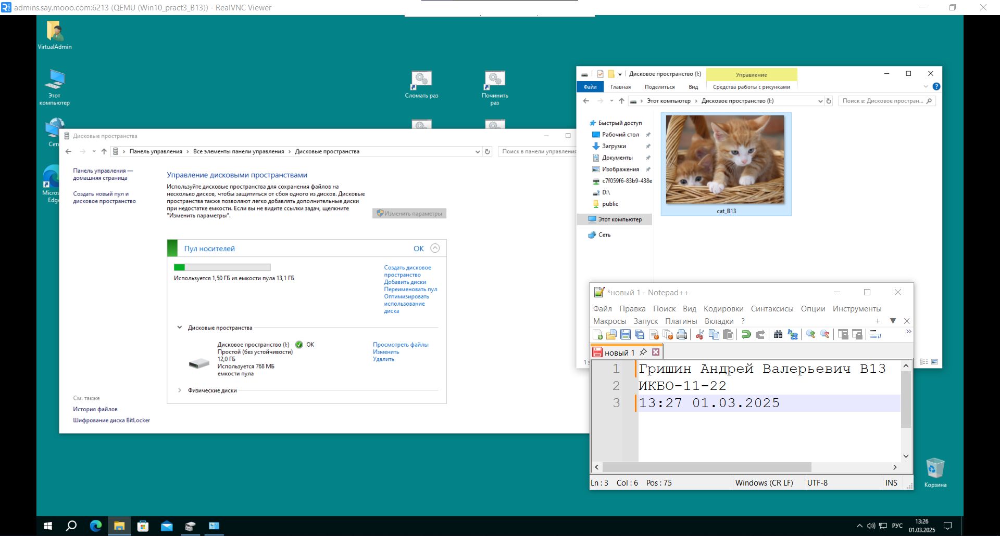 admins.say.mooo.com:6213 (QEMU (Win10_pract3_B13)) - RealVNC Viewer
VirtualAdmin
Этот компьютер
Сломать раз
Починить раз
Micros
Edge
Дисковые пространства
Панель управления
Все элементы панели управления
Дисковые пространства
Поиск в панели управления
Панель управления —
домашняя страница
Создать новый пул и
дисковое пространство
Управление дисковыми пространствами
Используйте дисковые пространства для сохранения файлов на
несколько дисков, чтобы защититься от сбоя одного из дисков. Дисковые
пространства также позволяют легко добавлять дополнительные диски
при недостатке емкости. Если вы не видите ссылки задач, щелкните
"Изменить параметры".
Изменить параметры
Пул носителей
ОК
Используется 1,50 ГБ из емкости пула 13,1 ГБ
Создать дисковое
пространство
Добавить диски
Переименовать пул
Оптимизировать
использование
диска
Дисковые пространства
Дисковое пространство (I:) ОК
Простой (без устойчивости)
12,0 ГБ
Используется 768 МБ
емкости пула
Просмотреть файлы
Изменить
Удалить
Физические диски
См. также
История файлов
Шифрование диска BitLocker
Дисковое пространство (I:)
Управление
Файл Главная Поделиться Вид Средства работы с рисунками
Этот компьютер
Дисковое пространство (I:)
Поиск в: Дисковое простран...
Быстрый доступ
Рабочий стол
Загрузки
Документы
Изображения
c7f059f6-83b9-438e
D:\
public
Этот компьютер
Сеть
cat_B13
*новый 1 - Notepad++
Файл Правка Поиск Вид Кодировки Синтаксисы Опции Инструменты
Макросы Запуск Плагины Вкладки ?
новый 1
1 Гришин Андрей Валерьевич В13
2 ИКБО-11-22
3 13:27 01.03.2025
Ln : 3 Col : 6 Pos : 75 Windows (CR LF) UTF-8 INS
Корзина
РУС
13:26
01.03.2025